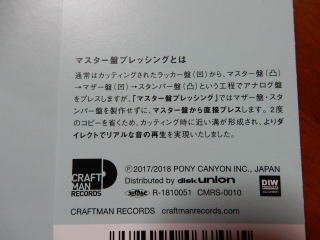 マスター盤プレッシングとは
通常はカッティングされたラッカー盤(凹)から、マスター盤(凸)
→マザー盤(凹)→スタンパー盤(凸)という工程でアナログ盤
をプレスしますが、「マスター盤プレッシング」ではマザー盤・スタ
ンパー盤を製作せずに、マスター盤から直接プレスします。2度
のコピーを省くため、カッティング時に近い溝が形成され、よりダ
イレクトでリアルな音の再生を実現いたしました。
CRAFT
MAN
RECORDS
Ⓟ2017/2018 PONY CANYON INC., JAPAN
Distributed by diskunion
R-1810051 CMRS-0010
DIW
CRAFTMAN RECORDS craftmanrecords.com